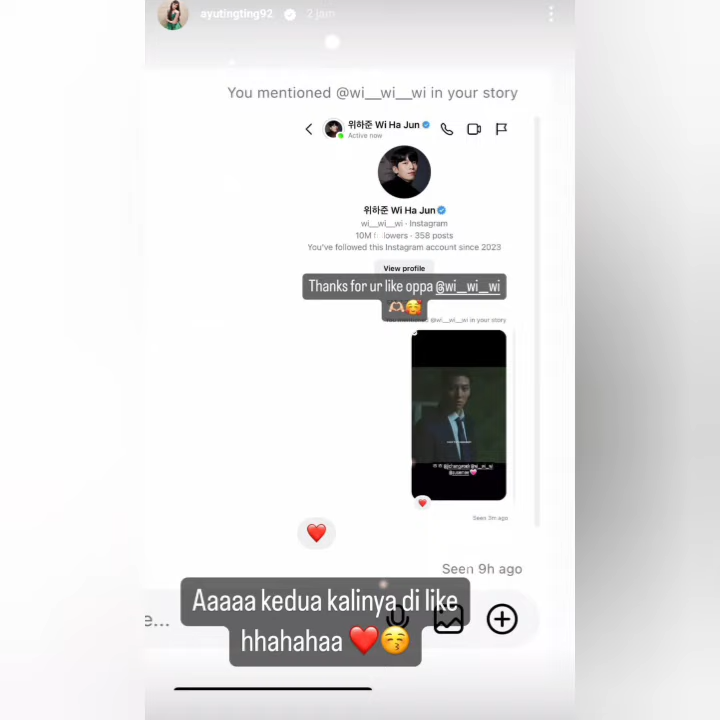 ayutingting92 2 jam
You mentioned @wi__wi__wi in your story
위하준 Wi Ha Jun
Active now
위하준 Wi Ha Jun
wi__wi__wi · Instagram
10M followers · 358 posts
You've followed this Instagram account since 2023
View profile
Thanks for ur like oppa @wi__wi__wi
🫶🏼🥰
You mentioned @wi__wi__wi in your story
Seen 3m ago
❤️
Seen 9h ago
Aaaaa kedua kalinya di like
hhahahaa ❤️😚
e...